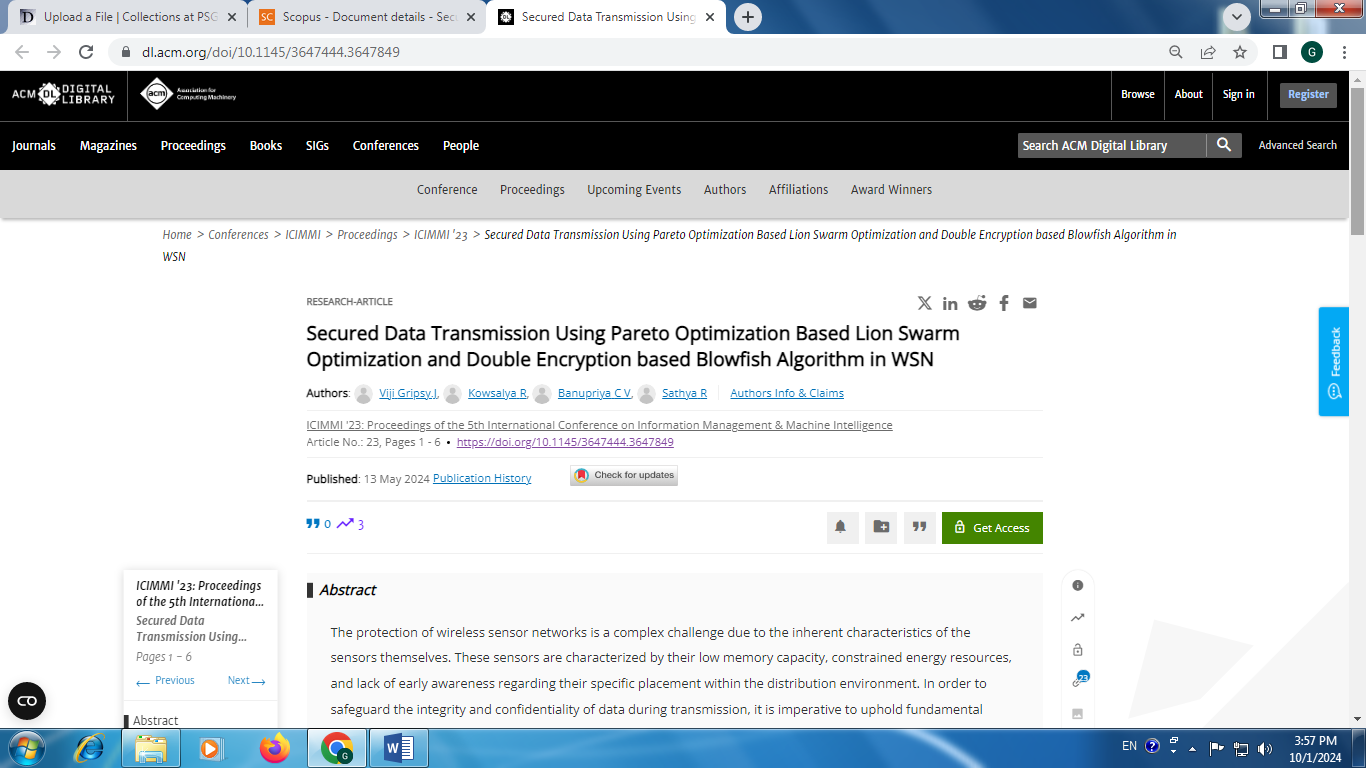 Upload a File | Collections at PSG
SC Scopus - Document details - Sec
Secured Data Transmission Using
dl.acm.org/doi/10.1145/3647444.3647849
G
ACM DL DIGITAL LIBRARY
acm Association for Computing Machinery
Browse About Sign in Register
Journals Magazines Proceedings Books SIGs Conferences People
Search ACM Digital Library Advanced Search
Conference Proceedings Upcoming Events Authors Affiliations Award Winners
Home > Conferences > ICIMMI > Proceedings > ICIMMI '23 > Secured Data Transmission Using Pareto Optimization Based Lion Swarm Optimization and Double Encryption based Blowfish Algorithm in
WSN
RESEARCH-ARTICLE
Secured Data Transmission Using Pareto Optimization Based Lion Swarm
Optimization and Double Encryption based Blowfish Algorithm in WSN
Authors: Viji Gripsy.J, Kowsalya R, Banupriya C V, Sathya R Authors Info & Claims
ICIMMI '23: Proceedings of the 5th International Conference on Information Management & Machine Intelligence
Article No.: 23, Pages 1 - 6 • https://doi.org/10.1145/3647444.3647849
Published: 13 May 2024 Publication History Check for updates
0 3
Get Access
Feedback
ICIMMI '23: Proceedings
of the 5th Internationa...
Secured Data
Transmission Using...
Pages 1 – 6
← Previous Next →
Abstract
Abstract
The protection of wireless sensor networks is a complex challenge due to the inherent characteristics of the
sensors themselves. These sensors are characterized by their low memory capacity, constrained energy resources,
and lack of early awareness regarding their specific placement within the distribution environment. In order to
safeguard the integrity and confidentiality of data during transmission, it is imperative to uphold fundamental
23
CO
EN
3:57 PM
10/1/2024